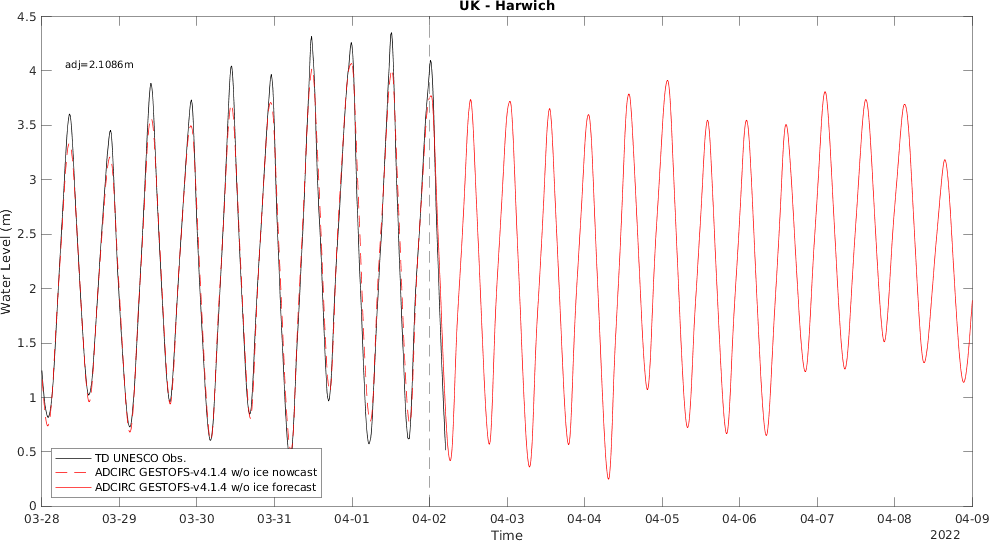 UK - Harwich
4.5
adj=2.1086m
4
3.5
3
2.5
2
1.5
1
0.5
0
Water Level (m)
TD UNESCO Obs.
ADCIRC GESTOFS-v4.1.4 w/o ice nowcast
ADCIRC GESTOFS-v4.1.4 w/o ice forecast
03-28 03-29 03-30 03-31 04-01 04-02 04-03 04-04 04-05 04-06 04-07 04-08 04-09
Time
2022